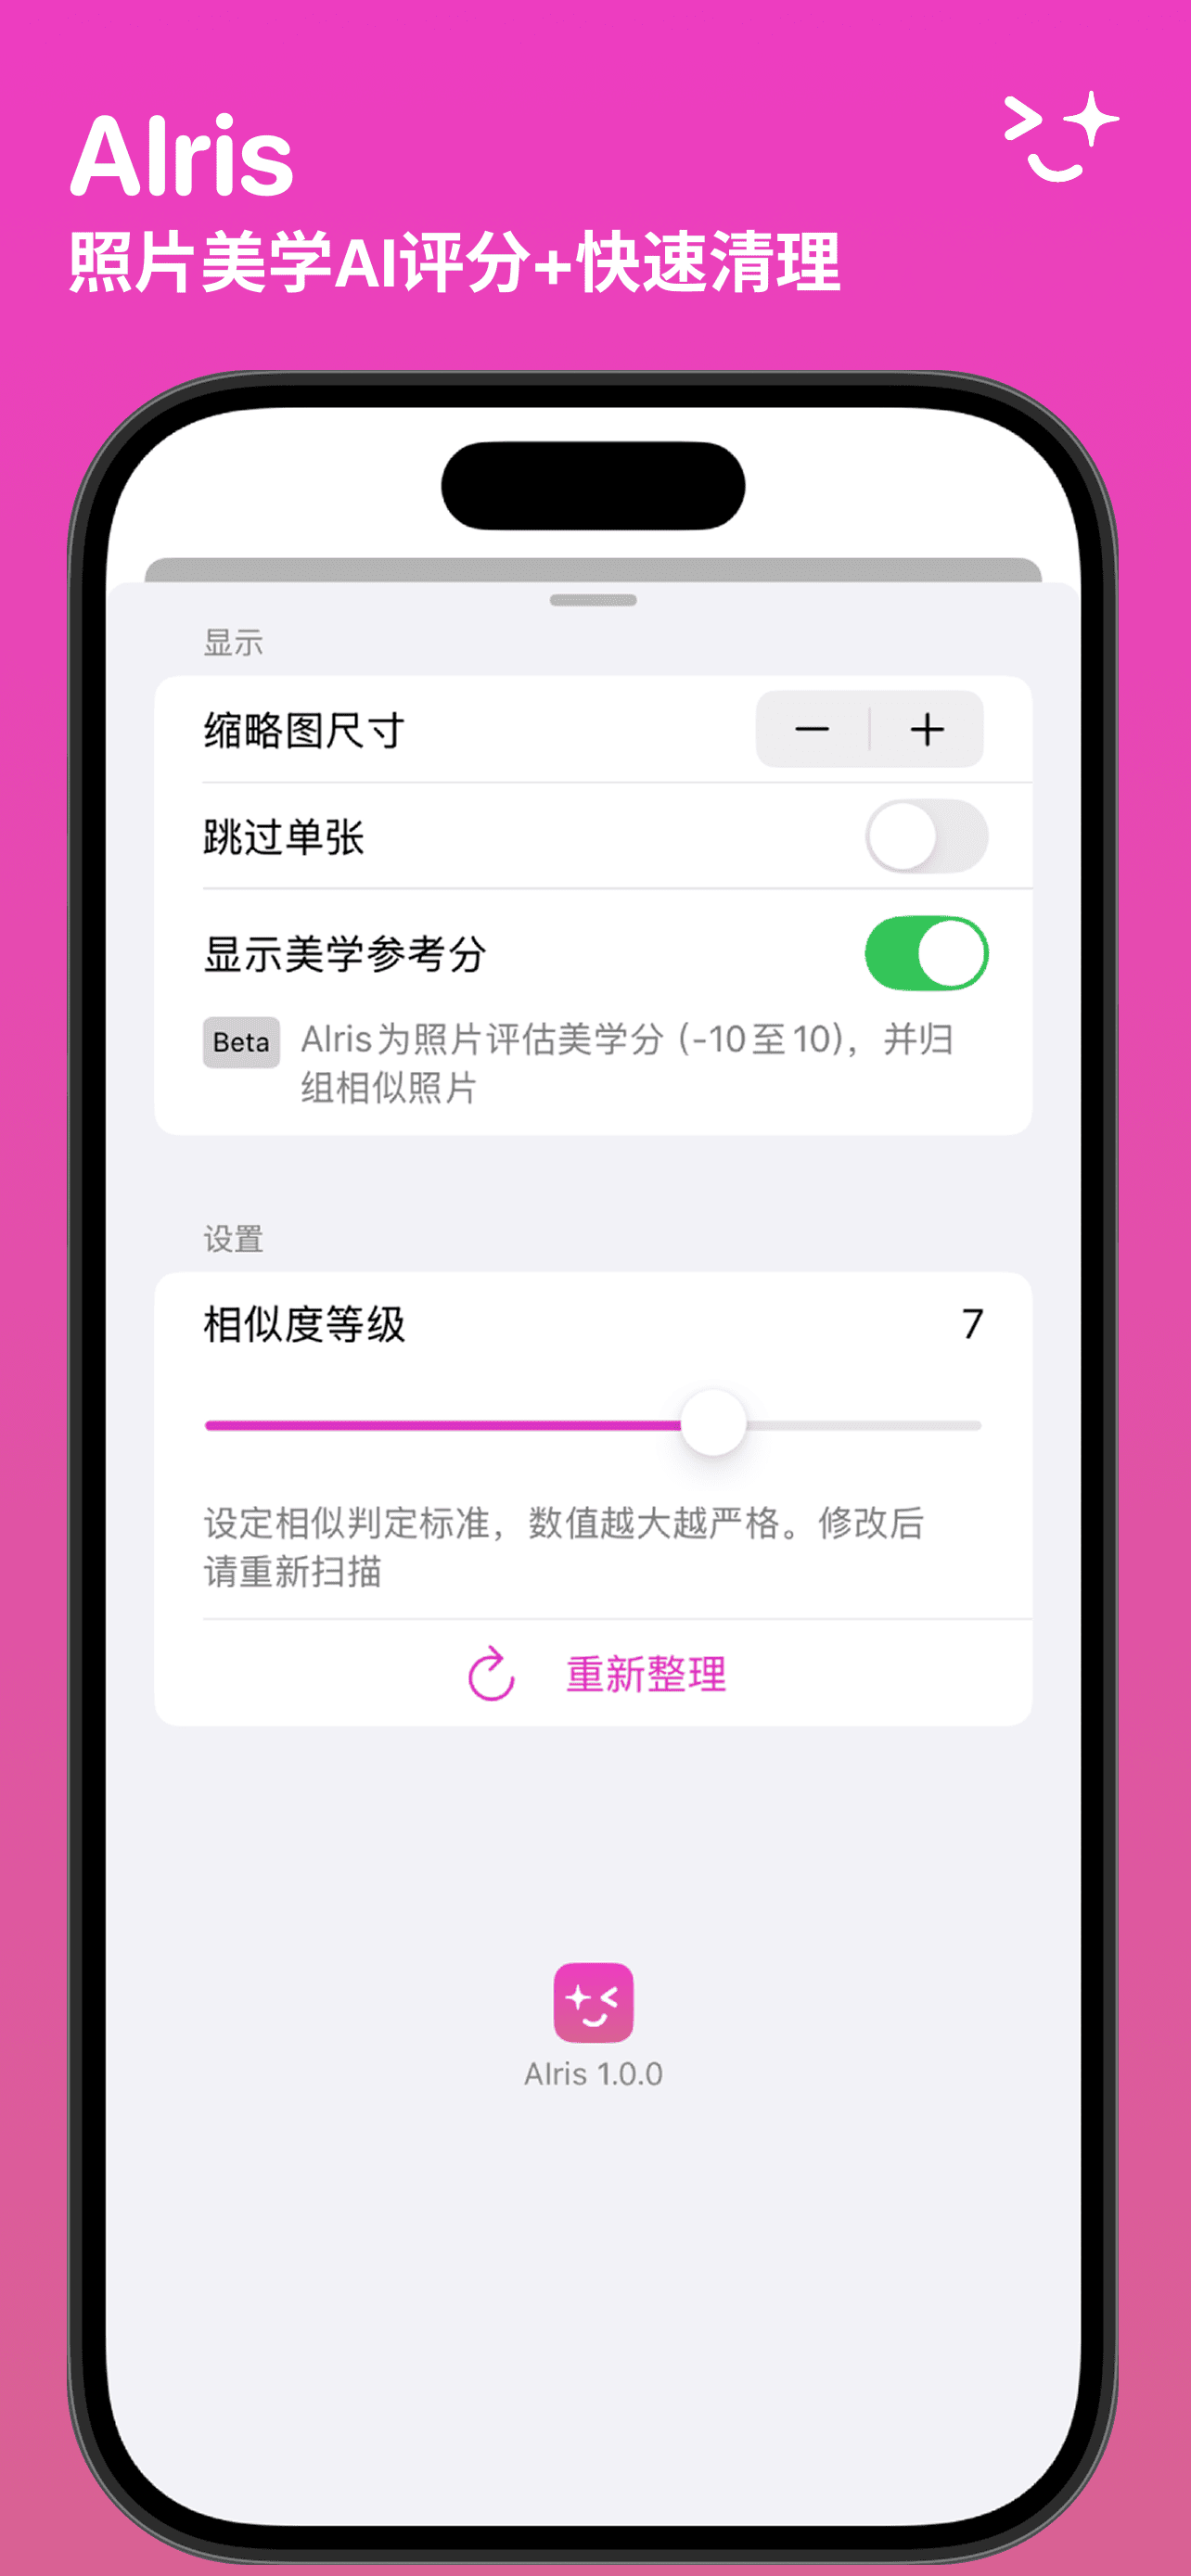 AIris
照片美学AI评分+快速清理
显示
缩略图尺寸
跳过单张
显示美学参考分
Beta AIris为照片评估美学分 (-10至10)，并归
组相似照片
设置
相似度等级 7
设定相似判定标准，数值越大越严格。修改后
请重新扫描
重新整理
AIris 1.0.0